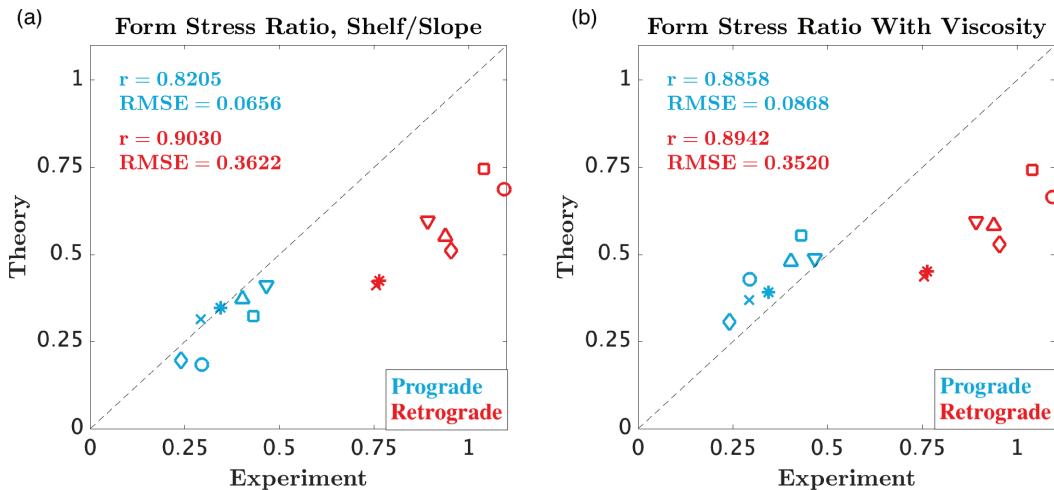 (a)
Form Stress Ratio, Shelf/Slope
r = 0.8205
RMSE = 0.0656
r = 0.9030
RMSE = 0.3622
1
0.75
0.5
0.25
0
Theory
0
0.25
0.5
0.75
1
Experiment
Prograde
Retrograde
(b)
Form Stress Ratio With Viscosity
r = 0.8858
RMSE = 0.0868
r = 0.8942
RMSE = 0.3520
1
0.75
0.5
0.25
0
Theory
0
0.25
0.5
0.75
1
Experiment
Prograde
Retrograde